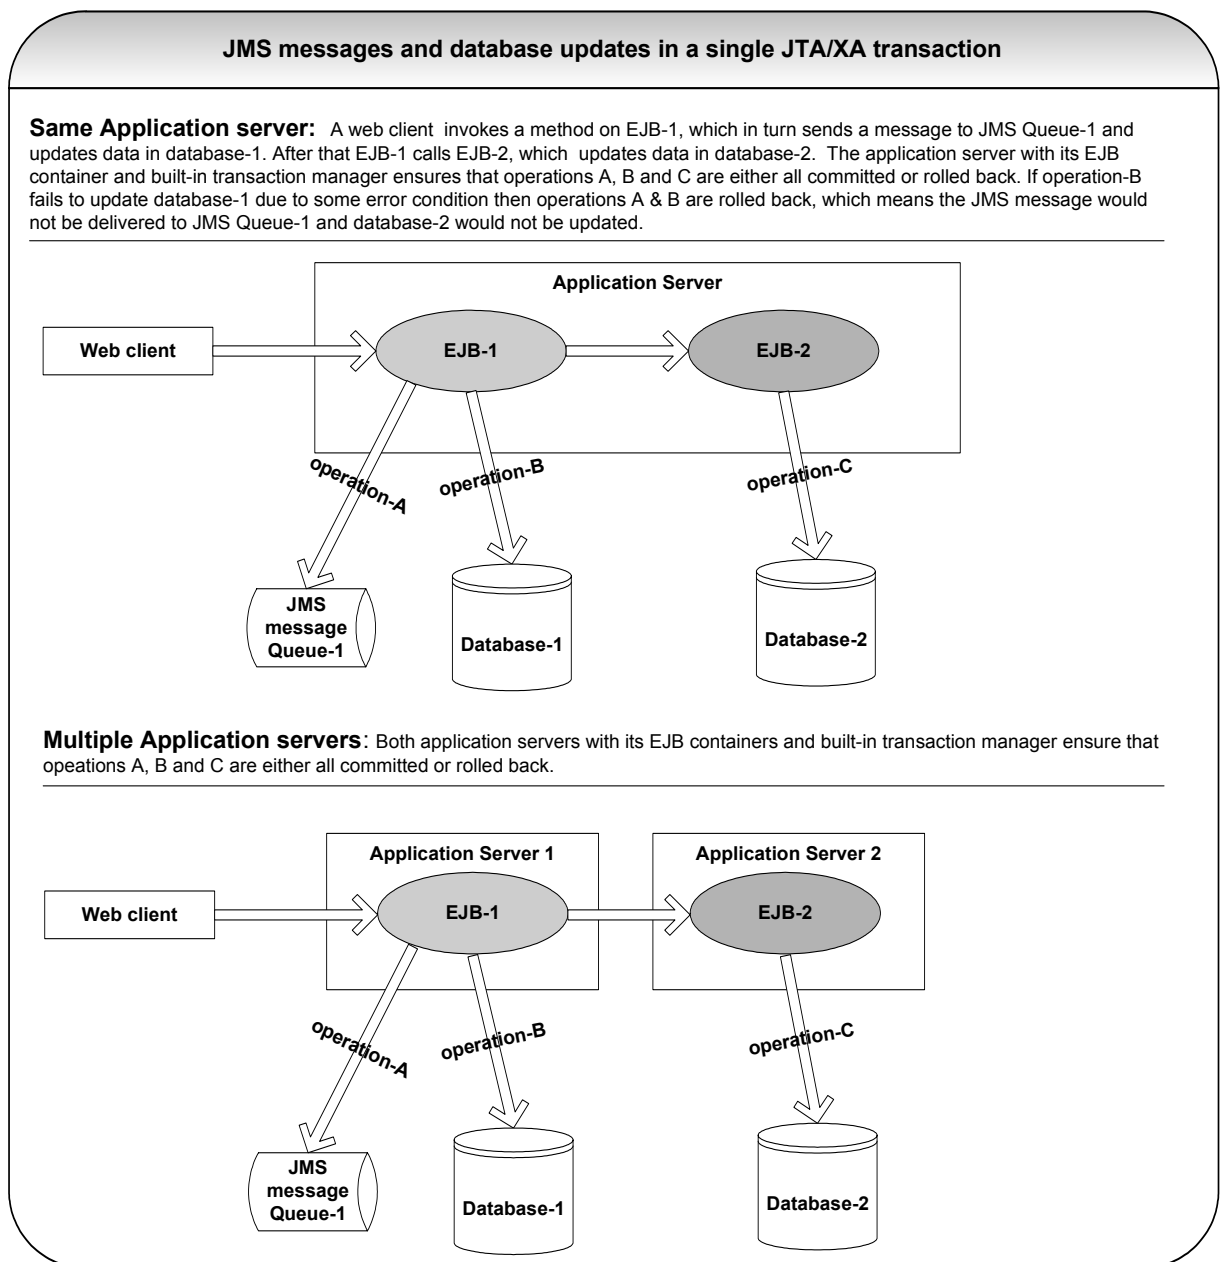 JMS messages and database updates in a single JTA/XA transaction
Same Application server: A web client invokes a method on EJB-1, which in turn sends a message to JMS Queue-1 and
updates data in database-1. After that EJB-1 calls EJB-2, which updates data in database-2. The application server with its EJB
container and built-in transaction manager ensures that operations A, B and C are either all committed or rolled back. If operation-B
fails to update database-1 due to some error condition then operations A & B are rolled back, which means the JMS message would
not be delivered to JMS Queue-1 and database-2 would not be updated.
Application Server
Web client
EJB-1
EJB-2
operation-A
operation-B
operation-C
JMS
message
Queue-1
Database-1
Database-2
Multiple Application servers: Both application servers with its EJB containers and built-in transaction manager ensure that
opeations A, B and C are either all committed or rolled back.
Application Server 1
Application Server 2
Web client
EJB-1
EJB-2
operation-A
operation-B
operation-C
JMS
message
Queue-1
Database-1
Database-2